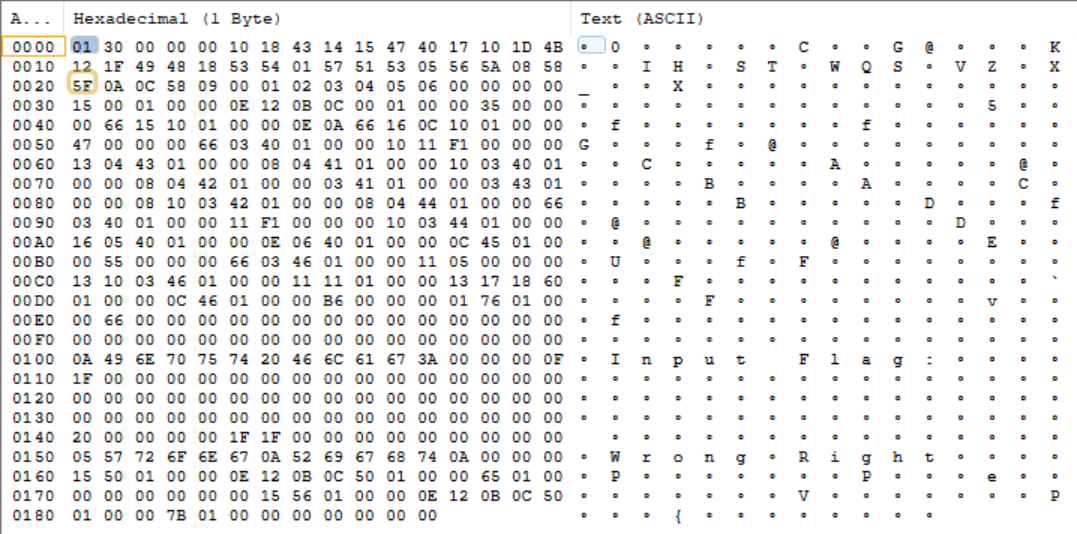 A... Hexadecimal (1 Byte) Text (ASCII)
0000 01 30 00 00 00 10 18 43 14 15 47 40 17 10 1D 4B ∘ 0 ∘ ∘ ∘ ∘ ∘ C ∘ ∘ G @ ∘ ∘ ∘ K
0010 12 1F 49 48 18 53 54 01 57 51 53 05 56 5A 08 58 ∘ ∘ I H ∘ S T ∘ W Q S ∘ V Z ∘ X
0020 5F 0A 0C 58 09 00 01 02 03 04 05 06 00 00 00 00 _ ∘ ∘ X ∘ ∘ ∘ ∘ ∘ ∘ ∘ ∘ ∘ ∘ ∘ ∘
0030 15 00 01 00 00 0E 12 0B 0C 00 01 00 00 35 00 00 ∘ ∘ ∘ ∘ ∘ ∘ ∘ ∘ ∘ ∘ ∘ ∘ ∘ 5 ∘ ∘
0040 00 66 15 10 01 00 00 0E 0A 66 16 0C 10 01 00 00 ∘ f ∘ ∘ ∘ ∘ ∘ ∘ ∘ f ∘ ∘ ∘ ∘ ∘ ∘
0050 47 00 00 00 66 03 40 01 00 00 10 11 F1 00 00 00 G ∘ ∘ ∘ f ∘ @ ∘ ∘ ∘ ∘ ∘ ∘ ∘ ∘ ∘
0060 13 04 43 01 00 00 08 04 41 01 00 00 10 03 40 01 ∘ ∘ C ∘ ∘ ∘ ∘ ∘ A ∘ ∘ ∘ ∘ ∘ @ ∘
0070 00 00 08 04 42 01 00 00 03 41 01 00 00 03 43 01 ∘ ∘ ∘ ∘ B ∘ ∘ ∘ ∘ A ∘ ∘ ∘ ∘ C ∘
0080 00 00 08 10 03 42 01 00 00 08 04 44 01 00 00 66 ∘ ∘ ∘ ∘ ∘ B ∘ ∘ ∘ ∘ ∘ D ∘ ∘ ∘ f
0090 03 40 01 00 00 11 F1 00 00 00 10 03 44 01 00 00 ∘ @ ∘ ∘ ∘ ∘ ∘ ∘ ∘ ∘ ∘ ∘ D ∘ ∘ ∘
00A0 16 05 40 01 00 00 0E 06 40 01 00 00 0C 45 01 00 ∘ ∘ @ ∘ ∘ ∘ ∘ ∘ @ ∘ ∘ ∘ ∘ E ∘ ∘
00B0 00 55 00 00 00 66 03 46 01 00 00 11 05 00 00 00 ∘ U ∘ ∘ ∘ f ∘ F ∘ ∘ ∘ ∘ ∘ ∘ ∘ ∘
00C0 13 10 03 46 01 00 00 11 11 01 00 00 13 17 18 60 ∘ ∘ ∘ F ∘ ∘ ∘ ∘ ∘ ∘ ∘ ∘ ∘ ∘ ∘ `
00D0 01 00 00 0C 46 01 00 00 B6 00 00 00 01 76 01 00 ∘ ∘ ∘ ∘ F ∘ ∘ ∘ ∘ ∘ ∘ ∘ ∘ v ∘ ∘
00E0 00 66 00 00 00 00 00 00 00 00 00 00 00 00 00 00 ∘ f ∘ ∘ ∘ ∘ ∘ ∘ ∘ ∘ ∘ ∘ ∘ ∘ ∘ ∘
00F0 00 00 00 00 00 00 00 00 00 00 00 00 00 00 00 00 ∘ ∘ ∘ ∘ ∘ ∘ ∘ ∘ ∘ ∘ ∘ ∘ ∘ ∘ ∘ ∘
0100 0A 49 6E 70 75 74 20 46 6C 61 67 3A 00 00 00 0F ∘ I n p u t F l a g : ∘ ∘ ∘ ∘
0110 1F 00 00 00 00 00 00 00 00 00 00 00 00 00 00 00 ∘ ∘ ∘ ∘ ∘ ∘ ∘ ∘ ∘ ∘ ∘ ∘ ∘ ∘ ∘ ∘
0120 00 00 00 00 00 00 00 00 00 00 00 00 00 00 00 00 ∘ ∘ ∘ ∘ ∘ ∘ ∘ ∘ ∘ ∘ ∘ ∘ ∘ ∘ ∘ ∘
0130 00 00 00 00 00 00 00 00 00 00 00 00 00 00 00 00 ∘ ∘ ∘ ∘ ∘ ∘ ∘ ∘ ∘ ∘ ∘ ∘ ∘ ∘ ∘ ∘
0140 20 00 00 00 00 1F 1F 00 00 00 00 00 00 00 00 00 ∘ ∘ ∘ ∘ ∘ ∘ ∘ ∘ ∘ ∘ ∘ ∘ ∘ ∘ ∘
0150 05 57 72 6F 6E 67 0A 52 69 67 68 74 0A 00 00 00 ∘ W r o n g ∘ R i g h t ∘ ∘ ∘ ∘
0160 15 50 01 00 00 0E 12 0B 0C 50 01 00 00 65 01 00 ∘ P ∘ ∘ ∘ ∘ ∘ ∘ ∘ P ∘ ∘ ∘ e ∘ ∘
0170 00 00 00 00 00 00 15 56 01 00 00 0E 12 0B 0C 50 ∘ ∘ ∘ ∘ ∘ ∘ ∘ V ∘ ∘ ∘ ∘ ∘ ∘ ∘ P
0180 01 00 00 7B 01 00 00 00 00 00 00 00 ∘ ∘ ∘ { ∘ ∘ ∘ ∘ ∘ ∘ ∘ ∘